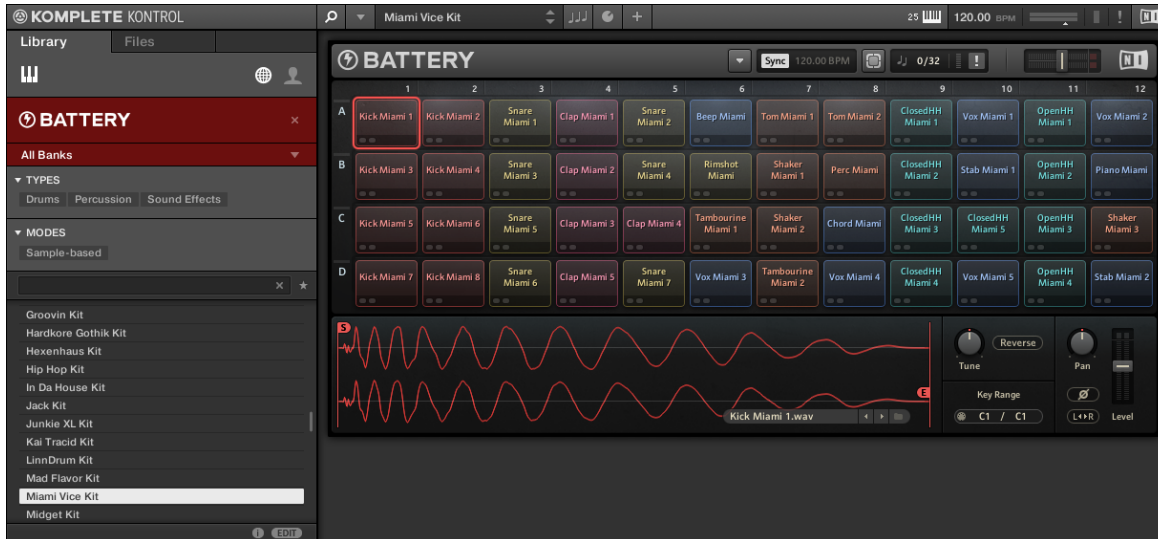 KOMPLETE KONTROL
Miami Vice Kit
25
120.00 BPM
Library
Files
BATTERY
All Banks
TYPES
Drums
Percussion
Sound Effects
MODES
Sample-based
Groovin Kit
Hardkore Gothik Kit
Hexenhaus Kit
Hip Hop Kit
In Da House Kit
Jack Kit
Junkie XL Kit
Kai Tracid Kit
LinnDrum Kit
Mad Flavor Kit
Miami Vice Kit
Midget Kit
EDIT
BATTERY
Sync 120.00 BPM
0/32
1 2 3 4 5 6 7 8 9 10 11 12
A
Kick Miami 1
Kick Miami 2
Snare
Miami 1
Clap Miami 1
Snare
Miami 2
Beep Miami
Tom Miami 1
Tom Miami 2
ClosedHH
Miami 1
Vox Miami 1
OpenHH
Miami 1
Vox Miami 2
B
Kick Miami 3
Kick Miami 4
Snare
Miami 3
Clap Miami 2
Snare
Miami 4
Rimshot
Miami
Shaker
Miami 1
Perc Miami
ClosedHH
Miami 2
Stab Miami 1
OpenHH
Miami 2
Piano Miami
C
Kick Miami 5
Kick Miami 6
Snare
Miami 5
Clap Miami 3
Clap Miami 4
Tambourine
Miami 1
Shaker
Miami 2
Chord Miami
ClosedHH
Miami 3
ClosedHH
Miami 5
OpenHH
Miami 3
Shaker
Miami 3
D
Kick Miami 7
Kick Miami 8
Snare
Miami 6
Clap Miami 5
Snare
Miami 7
Vox Miami 3
Tambourine
Miami 2
Vox Miami 4
ClosedHH
Miami 4
Vox Miami 5
OpenHH
Miami 4
Stab Miami 2
S
E
Kick Miami 1.wav
Tune
Reverse
Key Range
C1 / C1
Pan
L R
Level